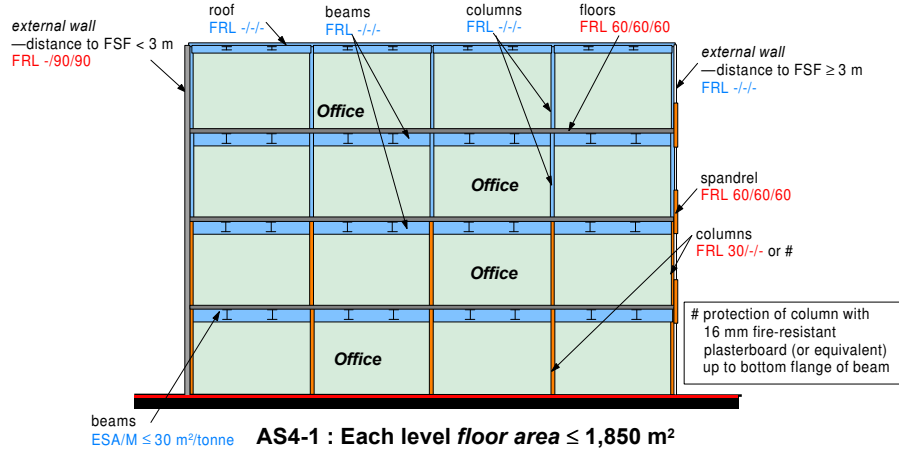 roof
FRL -/-/-
beams
FRL -/-/-
columns
FRL -/-/-
floors
FRL 60/60/60
external wall
—distance to FSF < 3 m
FRL -/90/90
external wall
—distance to FSF ≥ 3 m
FRL -/-/-
Office
Office
spandrel
FRL 60/60/60
columns
FRL 30/-/- or #
Office
# protection of column with
16 mm fire-resistant
plasterboard (or equivalent)
up to bottom flange of beam
Office
beams
ESA/M ≤ 30 m²/tonne
AS4-1 : Each level floor area ≤ 1,850 m²